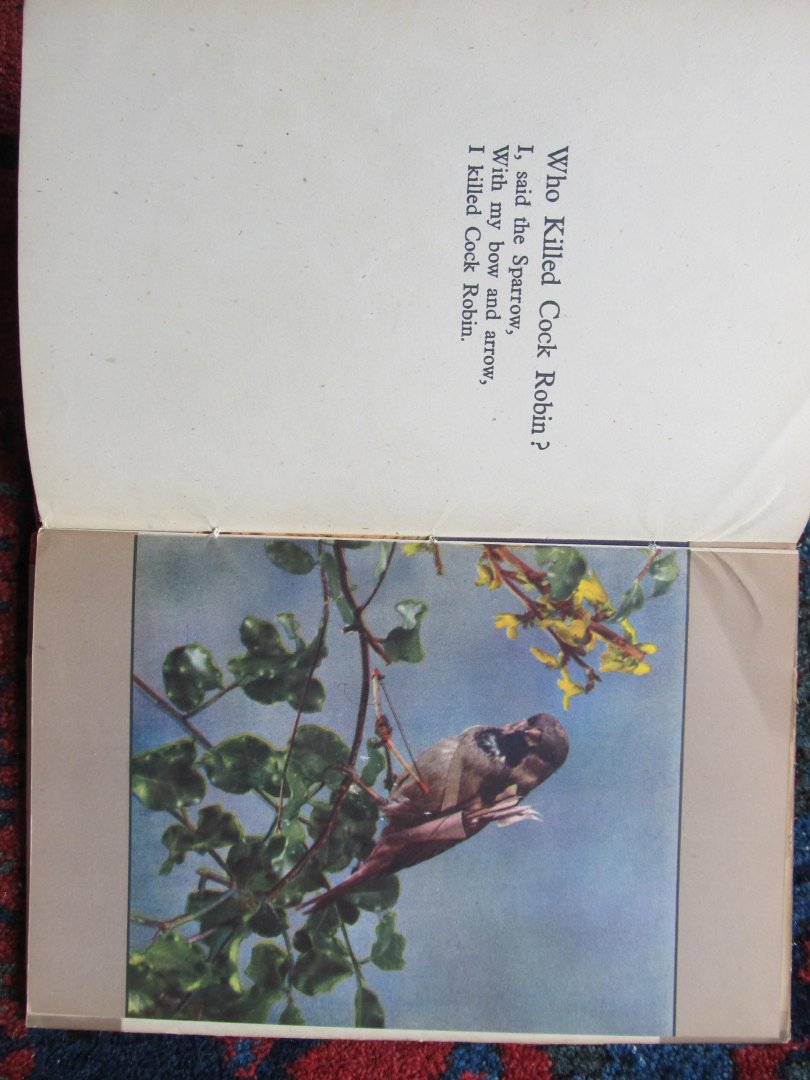 Who Killed Cock Robin?
I, said the Sparrow,
With my bow and arrow,
I killed Cock Robin.